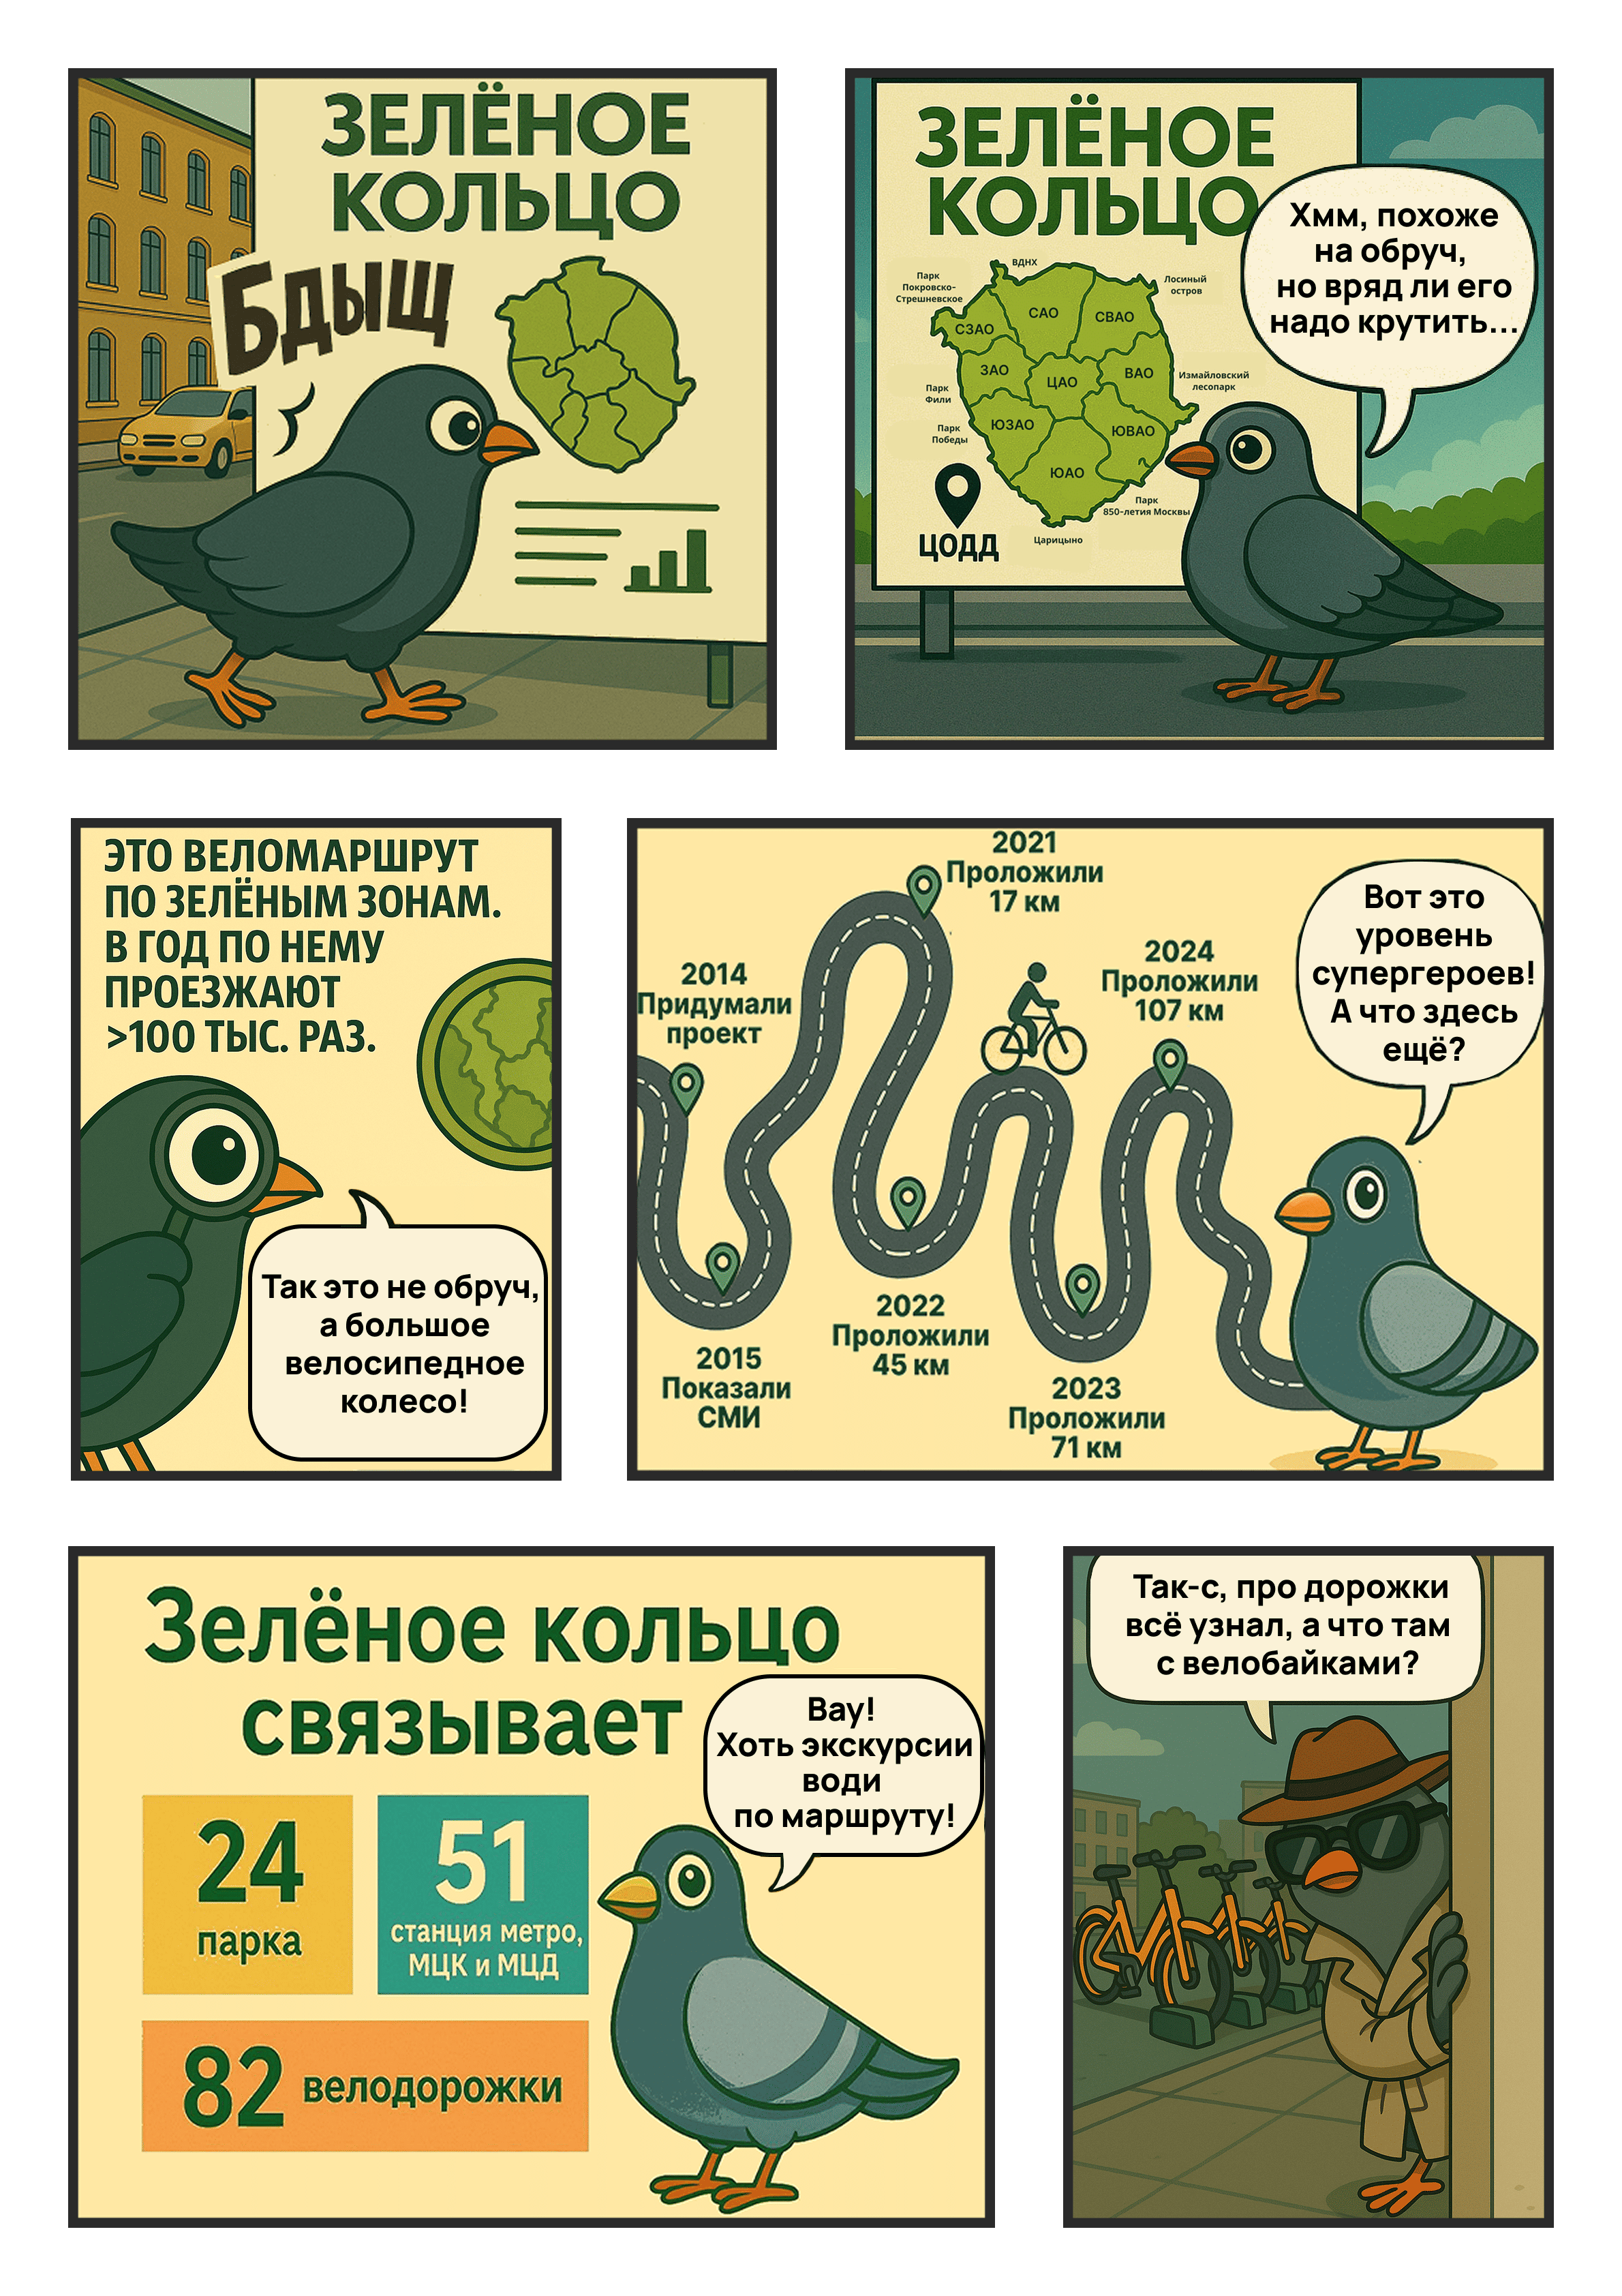 ЗЕЛЁНОЕ
КОЛЬЦО
Бдыщ
ЗЕЛЁНОЕ
КОЛЬЦО
Хмм, похоже
на обруч,
но вряд ли его
надо крутить...
ВДНХ
Парк
Покровско-
Стрешневское
Лосиный
остров
САО
СВАО
СЗАО
ЗАО
ЦАО
ВАО
Измайловский
лесопарк
Парк
Фили
ЮЗАО
ЮВАО
Парк
Победы
ЮАО
Парк
850-летия Москвы
Царицыно
ЦОДД
ЭТО ВЕЛОМАРШРУТ
ПО ЗЕЛЁНЫМ ЗОНАМ.
В ГОД ПО НЕМУ
ПРОЕЗЖАЮТ
>100 ТЫС. РАЗ.
Так это не обруч,
а большое
велосипедное
колесо!
2014
Придумали
проект
2015
Показали
СМИ
2021
Проложили
17 км
2022
Проложили
45 км
2023
Проложили
71 км
2024
Проложили
107 км
Вот это
уровень
супергероев!
А что здесь
ещё?
Зелёное кольцо
связывает
Вау!
Хоть экскурсии
води
по маршруту!
24
парка
51
станция метро,
МЦК и МЦД
82 велодорожки
Так-с, про дорожки
всё узнал, а что там
с велобайками?